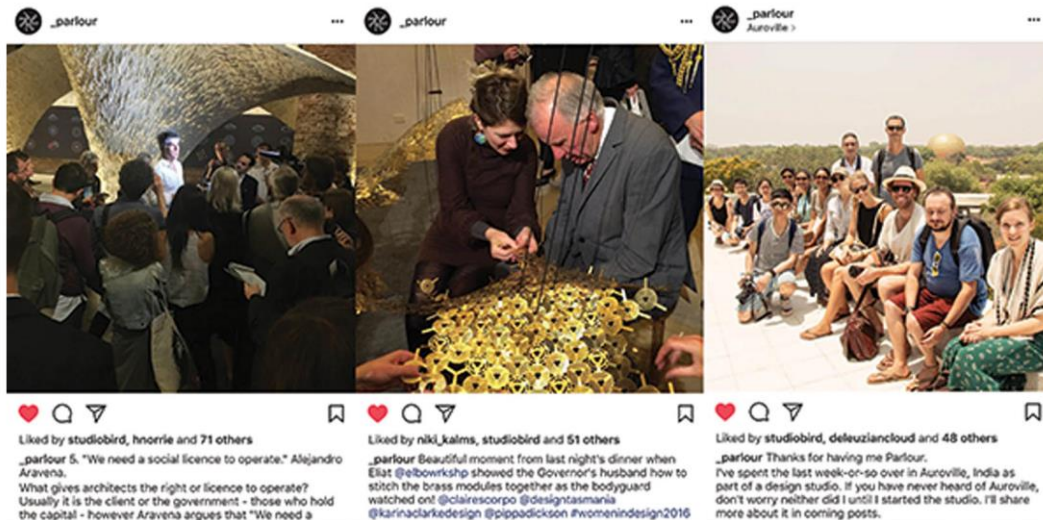 _parlour
Liked by studiobird, hnorrie and 71 others
_parlour 5. "We need a social licence to operate." Alejandro
Aravena.
What gives architects the right or licence to operate?
Usually it is the client or the government - those who hold
the capital - however Aravena argues that "We need a
_parlour
Liked by niki_kalms, studiobird and 51 others
_parlour Beautiful moment from last night's dinner when
Eliat @elbowrkshp showed the Governor's husband how to
stitch the brass modules together as the bodyguard
watched on! @clairescorpo @designtasmania
@karinaclarkedesign @pippadickson #womenindesign2016
_parlour
Auroville >
Liked by studiobird, deleuziancloud and 48 others
_parlour Thanks for having me Parlour.
I've spent the last week-or-so over in Auroville, India as
part of a design studio. If you have never heard of Auroville,
don't worry neither did I until I started the studio. I'll share
more about it in coming posts.